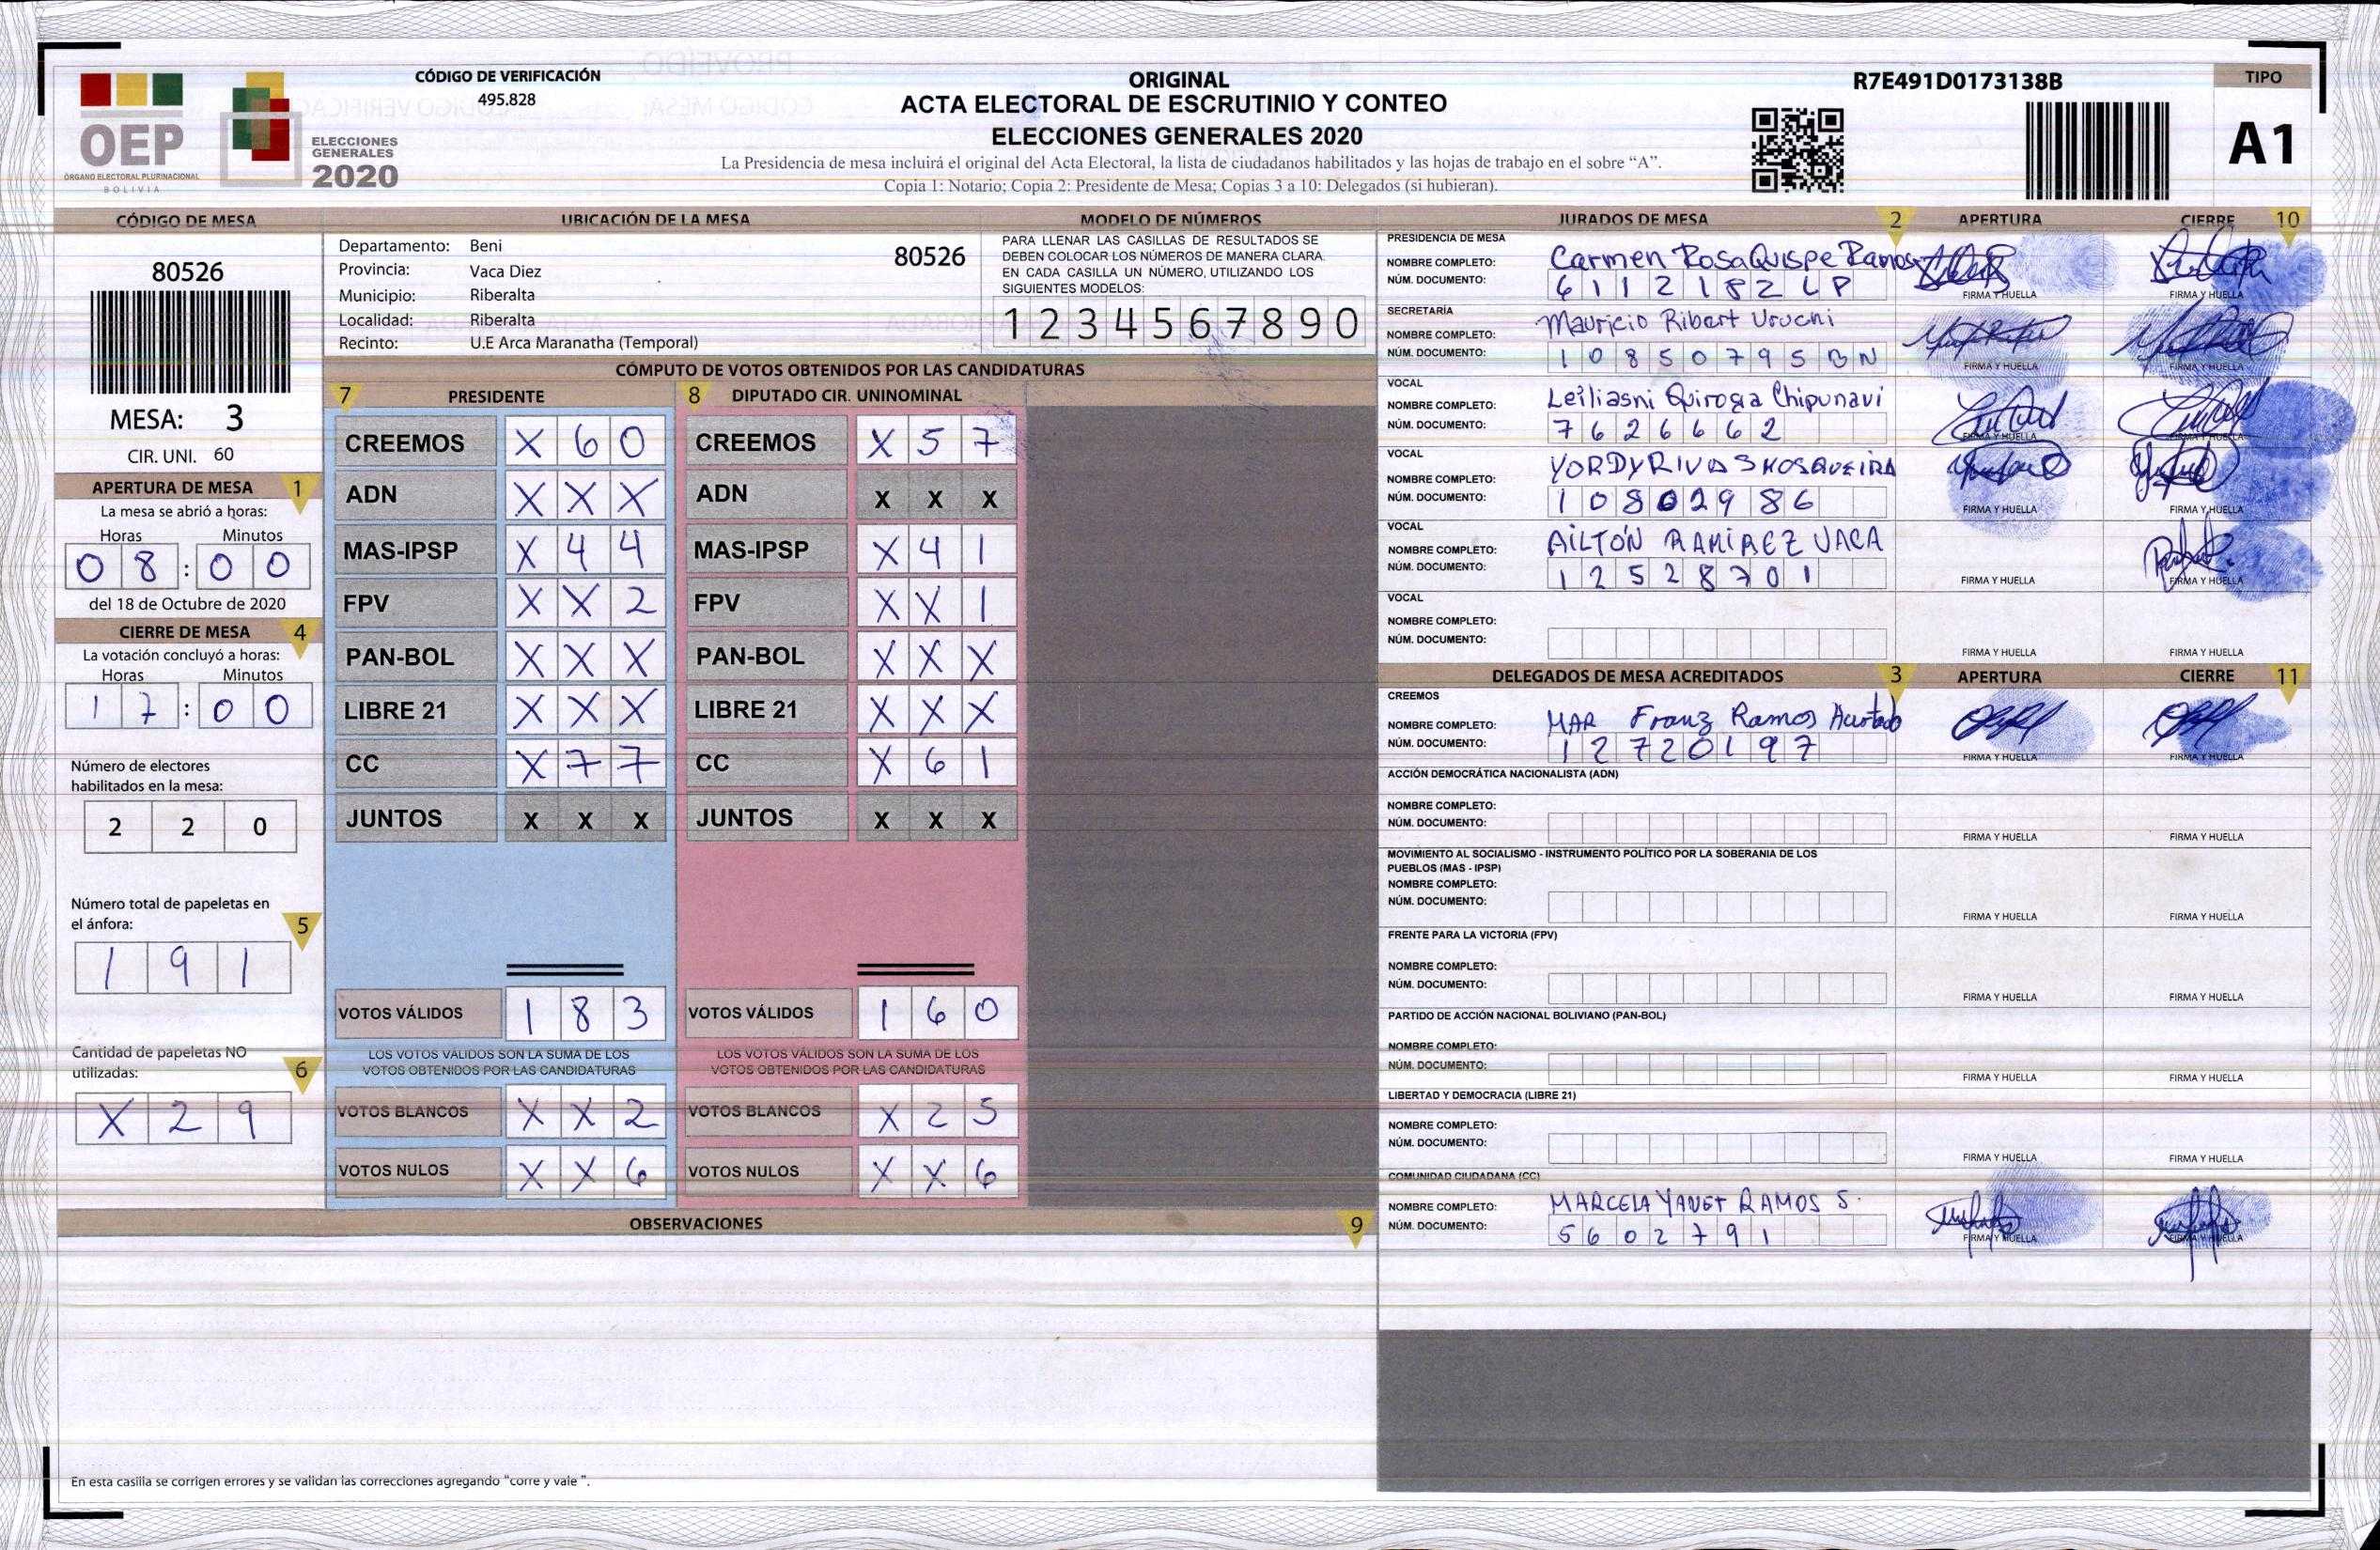 OEP
ÓRGANO ELECTORAL PLURINACIONAL
BOLIVIA
ELECCIONES
GENERALES
2020
CÓDIGO DE VERIFICACIÓN
495.828
ORIGINAL
ACTA ELECTORAL DE ESCRUTINIO Y CONTEO
ELECCIONES GENERALES 2020
La Presidencia de mesa incluirá el original del Acta Electoral, la lista de ciudadanos habilitados y las hojas de trabajo en el sobre “A”.
Copia 1: Notario; Copia 2: Presidente de Mesa; Copias 3 a 10: Delegados (si hubieran).
R7E491D0173138B
TIPO
A1
CÓDIGO DE MESA
80526
MESA: 3
CIR. UNI. 60
APERTURA DE MESA 1
La mesa se abrió a horas:
Horas Minutos
08:00
del 18 de Octubre de 2020
CIERRE DE MESA 4
La votación concluyó a horas:
Horas Minutos
17:00
Número de electores
habilitados en la mesa:
2 2 0
Número total de papeletas en
el ánfora: 5
1 9 1
Cantidad de papeletas NO
utilizadas: 6
X 2 9
UBICACIÓN DE LA MESA
Departamento: Beni 80526
Provincia: Vaca Diez
Municipio: Riberalta
Localidad: Riberalta
Recinto: U.E Arca Maranatha (Temporal)
MODELO DE NÚMEROS
PARA LLENAR LAS CASILLAS DE RESULTADOS SE
DEBEN COLOCAR LOS NÚMEROS DE MANERA CLARA.
EN CADA CASILLA UN NÚMERO, UTILIZANDO LOS
SIGUIENTES MODELOS:
1 2 3 4 5 6 7 8 9 0
CÓMPUTO DE VOTOS OBTENIDOS POR LAS CANDIDATURAS
7 PRESIDENTE
CREEMOS X 6 0
ADN X X X
MAS-IPSP X 4 4
FPV X X 2
PAN-BOL X X X
LIBRE 21 X X X
CC X 7 7
JUNTOS X X X
VOTOS VÁLIDOS 1 8 3
LOS VOTOS VÁLIDOS SON LA SUMA DE LOS
VOTOS OBTENIDOS POR LAS CANDIDATURAS
VOTOS BLANCOS X X 2
VOTOS NULOS X X 6
8 DIPUTADO CIR. UNINOMINAL
CREEMOS X 5 7
ADN X X X
MAS-IPSP X 4 1
FPV X X 1
PAN-BOL X X X
LIBRE 21 X X X
CC X 6 1
JUNTOS X X X
VOTOS VÁLIDOS 1 6 0
LOS VOTOS VÁLIDOS SON LA SUMA DE LOS
VOTOS OBTENIDOS POR LAS CANDIDATURAS
VOTOS BLANCOS X 2 5
VOTOS NULOS X X 6
OBSERVACIONES 9
En esta casilla se corrigen errores y se validan las correcciones agregando “corre y vale ”.
JURADOS DE MESA 2 APERTURA CIERRE 10
PRESIDENCIA DE MESA
NOMBRE COMPLETO: Carmen Rosa Quispe Ramos
NÚM. DOCUMENTO: 6112182LP
FIRMA Y HUELLA FIRMA Y HUELLA
SECRETARÍA
NOMBRE COMPLETO: Mauricio Ribert Uruchi
NÚM. DOCUMENTO: 10850795BN
FIRMA Y HUELLA FIRMA Y HUELLA
VOCAL
NOMBRE COMPLETO: Leiliasni Quiroga Chipunavi
NÚM. DOCUMENTO: 7626662
FIRMA Y HUELLA FIRMA Y HUELLA
VOCAL
NOMBRE COMPLETO: YORDY RIVAS MOSQUEIRA
NÚM. DOCUMENTO: 10802986
FIRMA Y HUELLA FIRMA Y HUELLA
VOCAL
NOMBRE COMPLETO: AILTÓN RAMIREZ VACA
NÚM. DOCUMENTO: 12528701
FIRMA Y HUELLA FIRMA Y HUELLA
VOCAL
NOMBRE COMPLETO:
NÚM. DOCUMENTO:
FIRMA Y HUELLA FIRMA Y HUELLA
DELEGADOS DE MESA ACREDITADOS 3 APERTURA CIERRE 11
CREEMOS
NOMBRE COMPLETO: MAR Franz Ramos Hurtado
NÚM. DOCUMENTO: 12720197
FIRMA Y HUELLA FIRMA Y HUELLA
ACCIÓN DEMOCRÁTICA NACIONALISTA (ADN)
NOMBRE COMPLETO:
NÚM. DOCUMENTO:
FIRMA Y HUELLA FIRMA Y HUELLA
MOVIMIENTO AL SOCIALISMO - INSTRUMENTO POLÍTICO POR LA SOBERANIA DE LOS
PUEBLOS (MAS - IPSP)
NOMBRE COMPLETO:
NÚM. DOCUMENTO:
FIRMA Y HUELLA FIRMA Y HUELLA
FRENTE PARA LA VICTORIA (FPV)
NOMBRE COMPLETO:
NÚM. DOCUMENTO:
FIRMA Y HUELLA FIRMA Y HUELLA
PARTIDO DE ACCIÓN NACIONAL BOLIVIANO (PAN-BOL)
NOMBRE COMPLETO:
NÚM. DOCUMENTO:
FIRMA Y HUELLA FIRMA Y HUELLA
LIBERTAD Y DEMOCRACIA (LIBRE 21)
NOMBRE COMPLETO:
NÚM. DOCUMENTO:
FIRMA Y HUELLA FIRMA Y HUELLA
COMUNIDAD CIUDADANA (CC)
NOMBRE COMPLETO: MARCELA YANET RAMOS S.
NÚM. DOCUMENTO: 5602791
FIRMA Y HUELLA FIRMA Y HUELLA